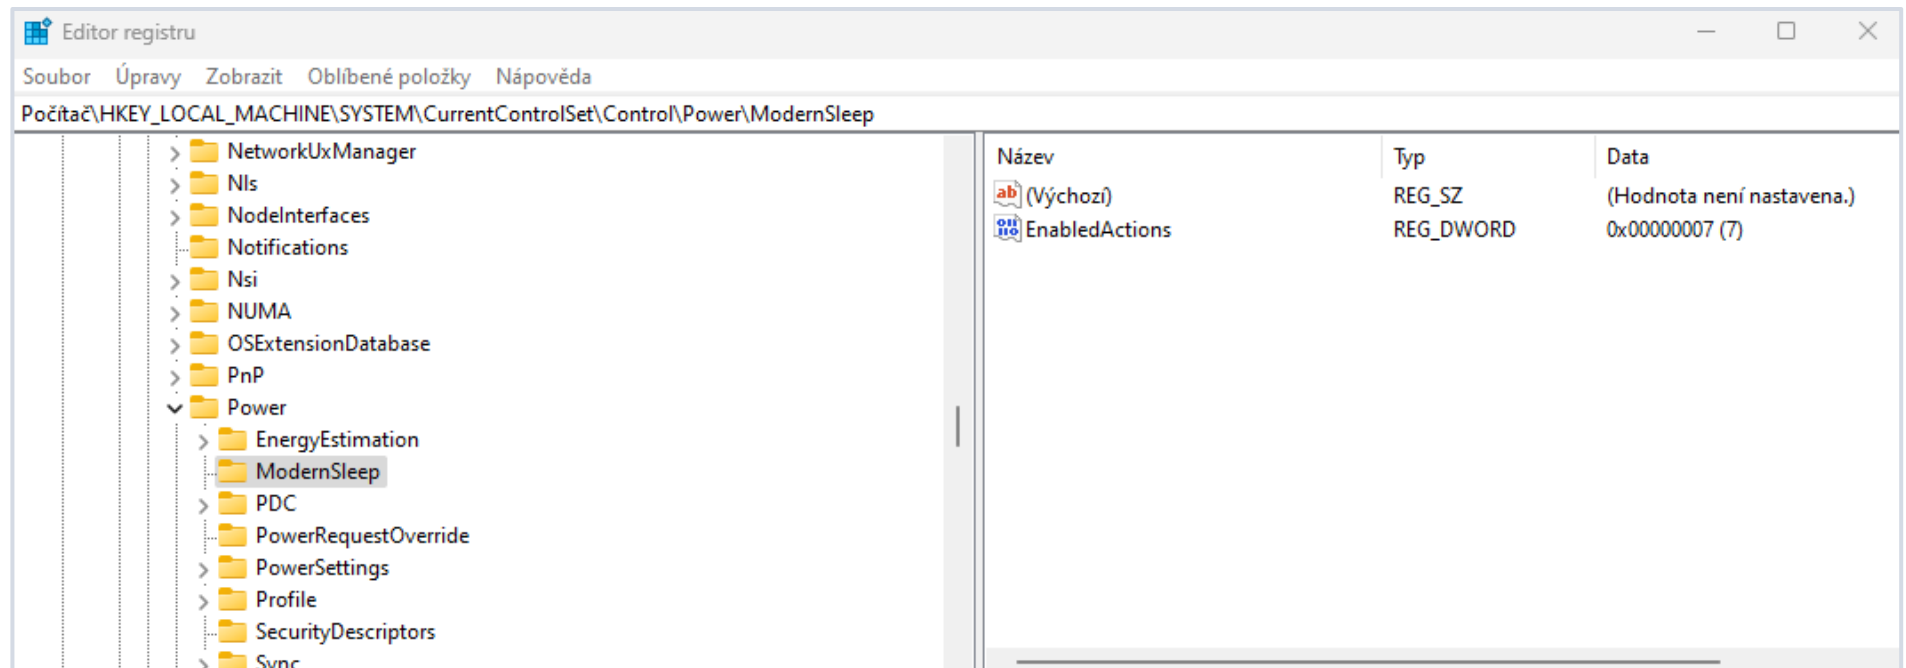 Editor registru
Soubor Úpravy Zobrazit Oblíbené položky Nápověda
Počítač\HKEY_LOCAL_MACHINE\SYSTEM\CurrentControlSet\Control\Power\ModernSleep
NetworkUxManager
Nls
NodeInterfaces
Notifications
Nsi
NUMA
OSExtensionDatabase
PnP
Power
EnergyEstimation
ModernSleep
PDC
PowerRequestOverride
PowerSettings
Profile
SecurityDescriptors
Sync
Název Typ Data
(Výchozí) REG_SZ (Hodnota není nastavena.)
EnabledActions REG_DWORD 0x00000007 (7)